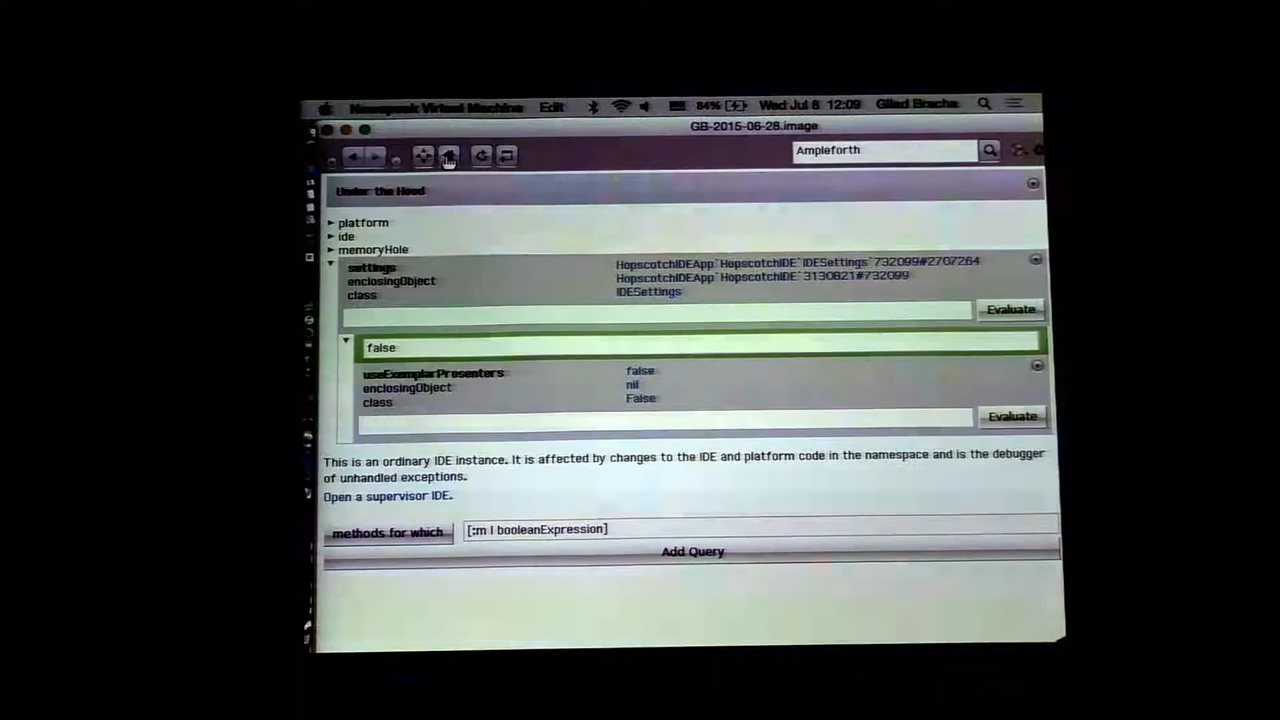 Newspeak Virtual Machine Edit 84% Wed Jul 8 12:09 Gilad Bracha
GB-2015-06-28.image
Ampleforth
Under the Hood
platform
ide
memoryHole
settings HopscotchIDEApp`HopscotchIDE`IDESettings`732099#2707264
enclosingObject HopscotchIDEApp`HopscotchIDE`3130821#732099
class IDESettings
Evaluate
false
useExemplarPresenters false
enclosingObject nil
class False
Evaluate
This is an ordinary IDE instance. It is affected by changes to the IDE and platform code in the namespace and is the debugger
of unhandled exceptions.
Open a supervisor IDE.
methods for which [:m | booleanExpression]
Add Query